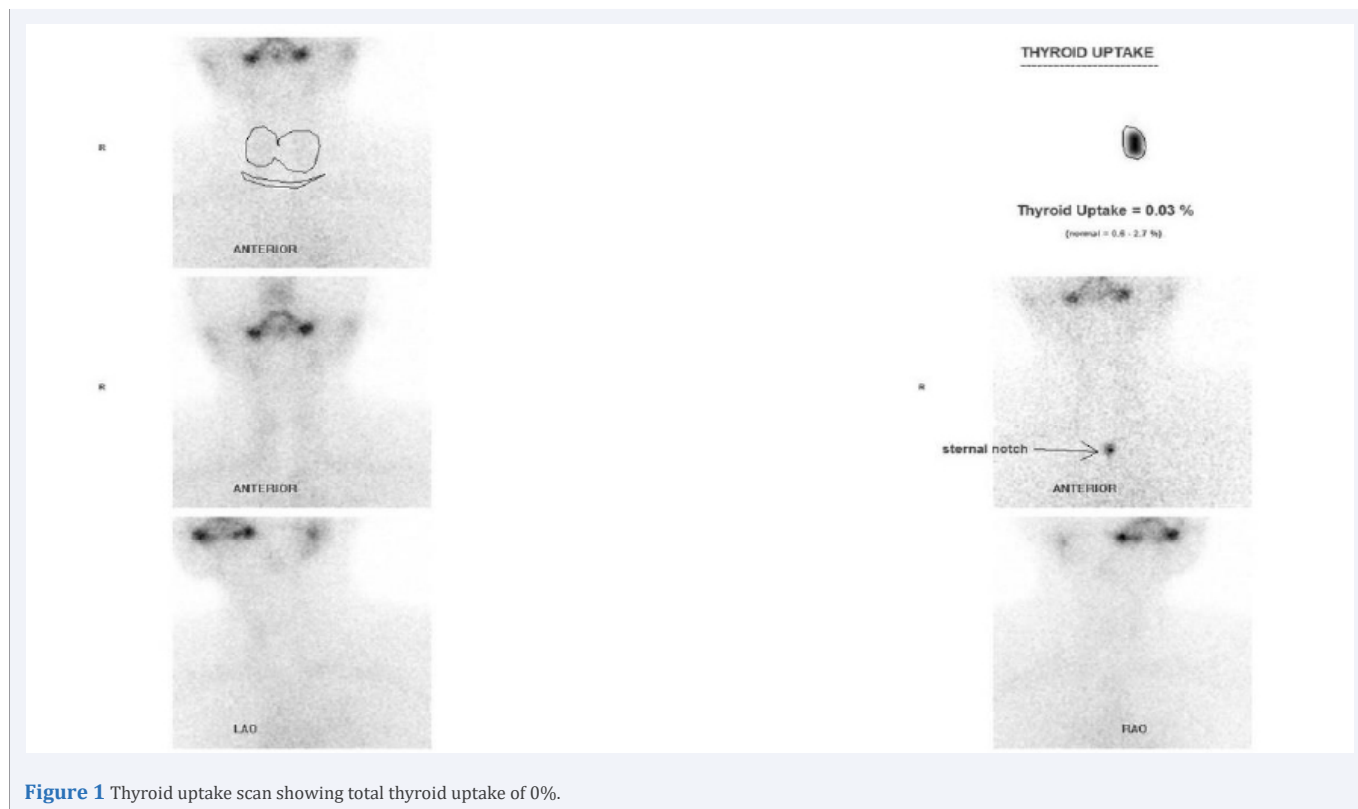 THYROID UPTAKE
R
Thyroid Uptake = 0.03 %
(normal = 0.6 - 2.7 %)
ANTERIOR
R
R
sternal notch
ANTERIOR
ANTERIOR
LAO
RAO
Figure 1 Thyroid uptake scan showing total thyroid uptake of 0%.